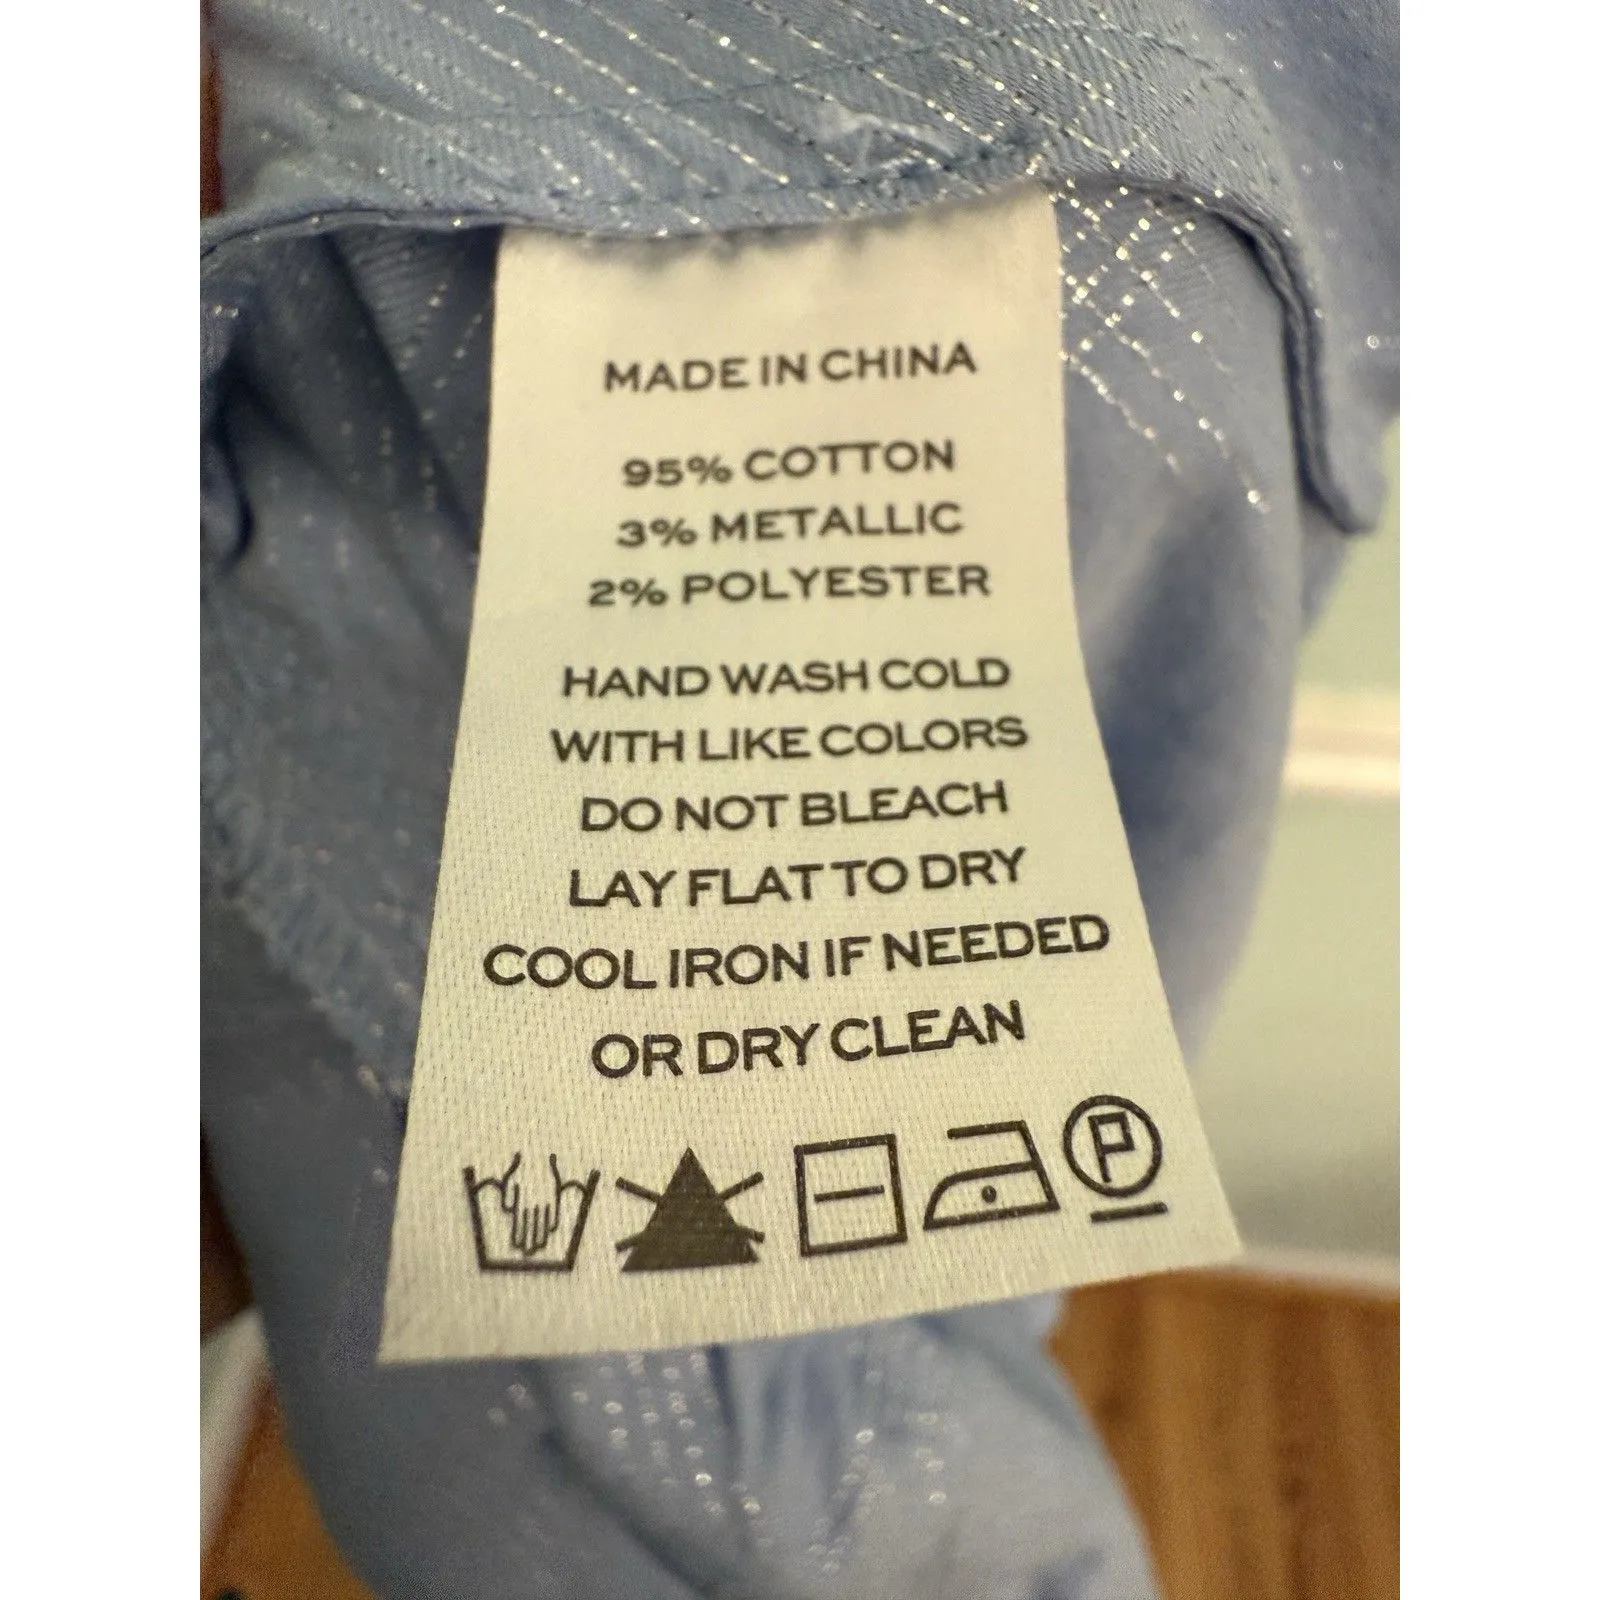 MADE IN CHINA
95% COTTON
3% METALLIC
2% POLYESTER
HAND WASH COLD
WITH LIKE COLORS
DO NOT BLEACH
LAY FLAT TO DRY
COOL IRON IF NEEDED
OR DRY CLEAN
P